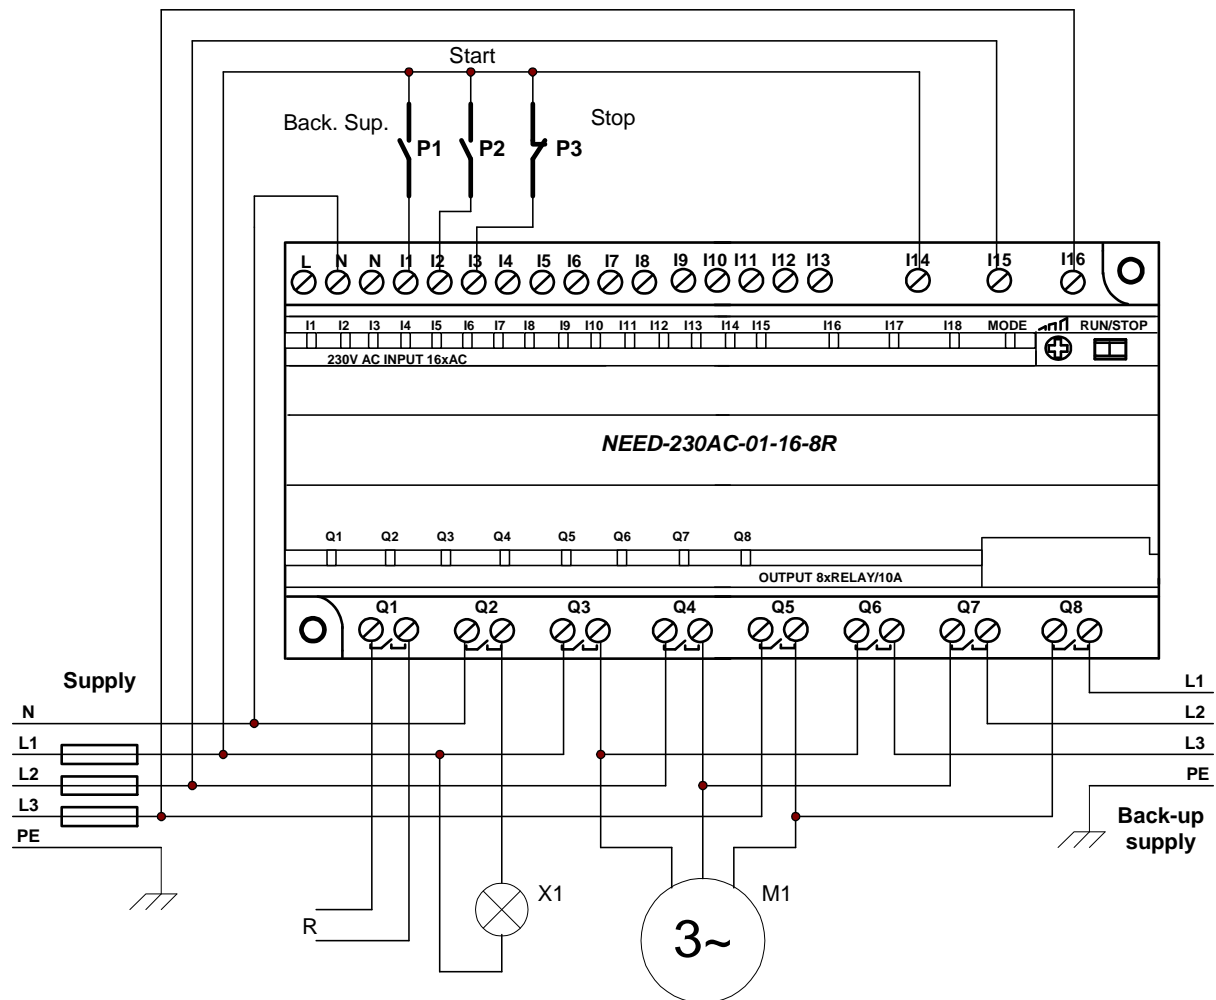 Start
Back. Sup.
Stop
P1 P2 P3
L N N I1 I2 I3 I4 I5 I6 I7 I8 I9 I10 I11 I12 I13 I14 I15 I16
I1 I2 I3 I4 I5 I6 I7 I8 I9 I10 I11 I12 I13 I14 I15 I16 I17 I18 MODE RUN/STOP
230V AC INPUT 16xAC
NEED-230AC-01-16-8R
Q1 Q2 Q3 Q4 Q5 Q6 Q7 Q8
OUTPUT 8xRELAY/10A
Q1 Q2 Q3 Q4 Q5 Q6 Q7 Q8
Supply
N
L1
L2
L3
PE
L1
L2
L3
PE
Back-up
supply
R
X1
M1
3~